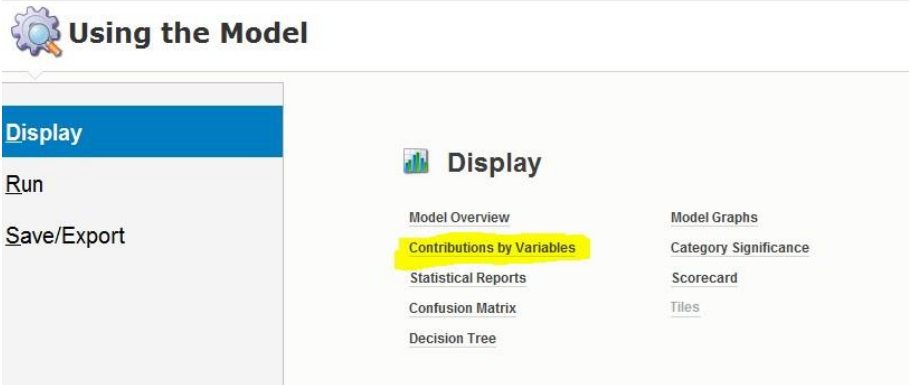 Using the Model
Display
Run
Save/Export
Display
Model Overview
Contributions by Variables
Statistical Reports
Confusion Matrix
Decision Tree
Model Graphs
Category Significance
Scorecard
Tiles